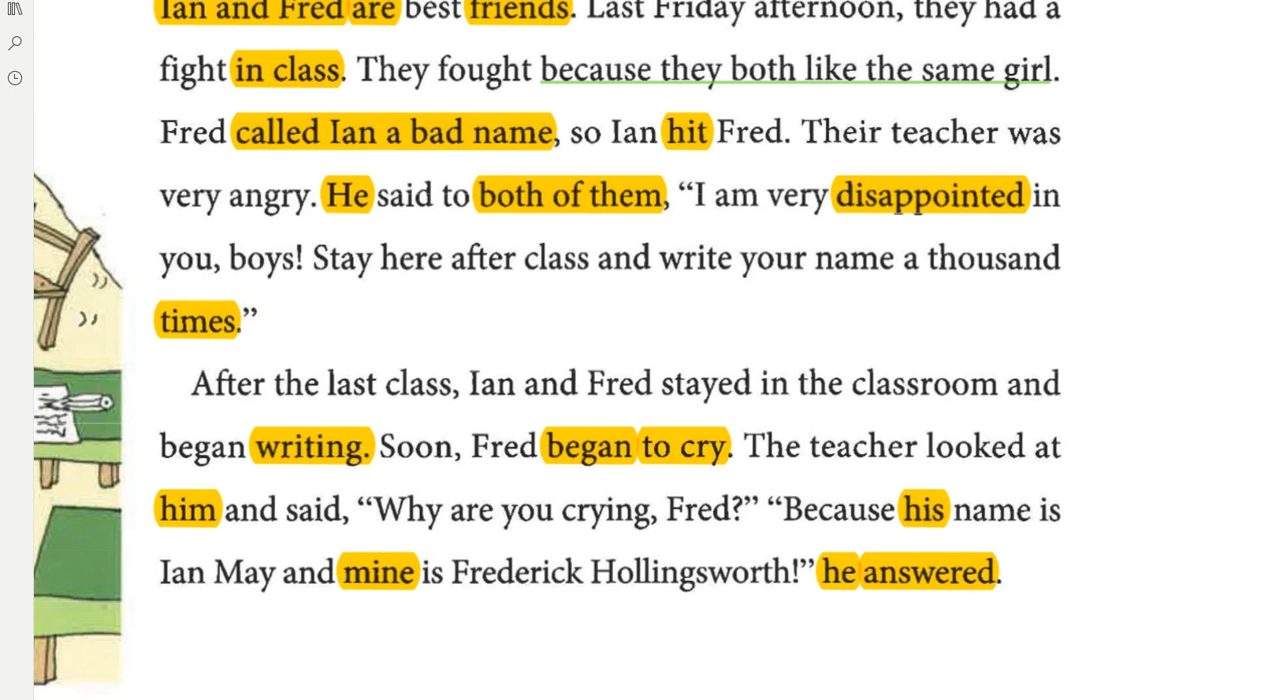 Ian and Fred are best friends. Last Friday afternoon, they had a
fight in class. They fought because they both like the same girl.
Fred called Ian a bad name, so Ian hit Fred. Their teacher was
very angry. He said to both of them, “I am very disappointed in
you, boys! Stay here after class and write your name a thousand
times.”
After the last class, Ian and Fred stayed in the classroom and
began writing. Soon, Fred began to cry. The teacher looked at
him and said, “Why are you crying, Fred?” “Because his name is
Ian May and mine is Frederick Hollingsworth!” he answered.